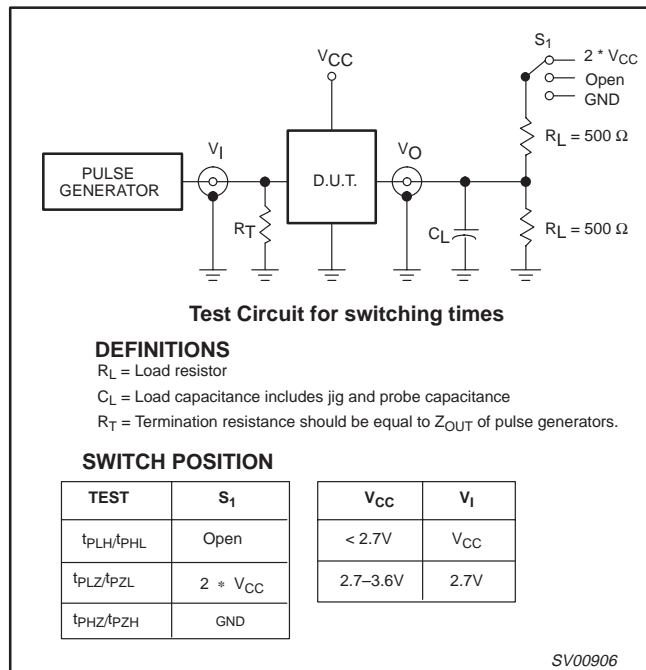 S1
VCC
2 * VCC
Open
GND
RL = 500 Ω
VI
VO
PULSE
GENERATOR
D.U.T.
RT
CL
RL = 500 Ω
Test Circuit for switching times
DEFINITIONS
RL = Load resistor
CL = Load capacitance includes jig and probe capacitance
RT = Termination resistance should be equal to ZOUT of pulse generators.
SWITCH POSITION
TEST S1
tPLH/tPHL Open
tPLZ/tPZL 2 * VCC
tPHZ/tPZH GND
VCC VI
< 2.7V VCC
2.7–3.6V 2.7V
SV00906